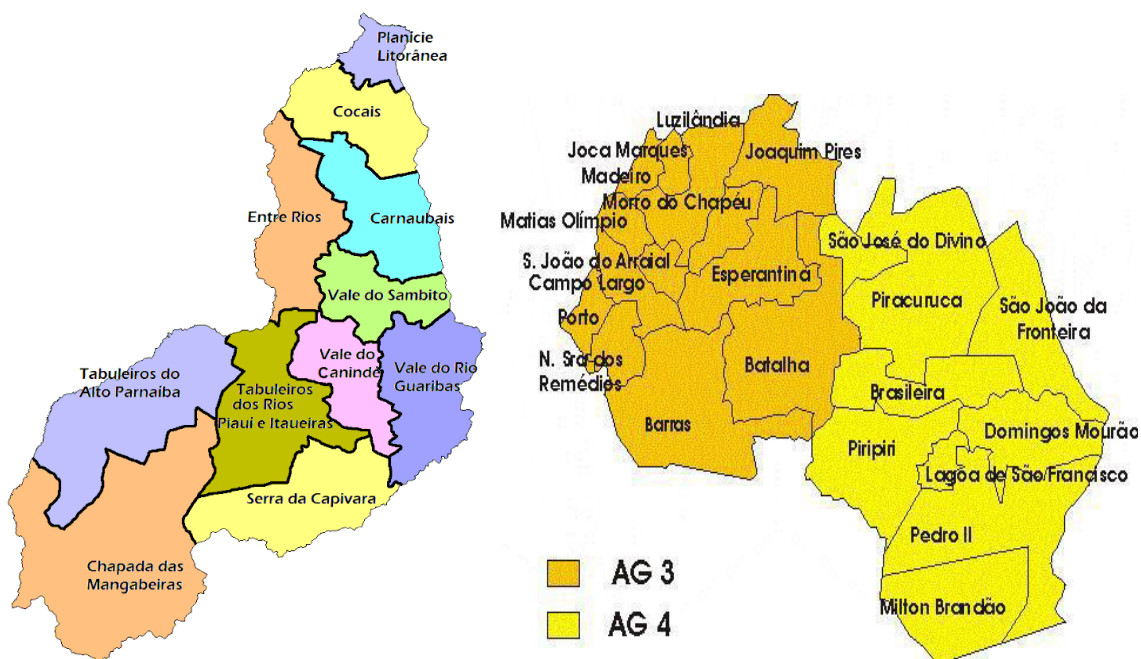 Planície
Litorânea
Cocais
Entre Rios
Carnaubais
Vale do Sambito
Vale do
Canindé
Vale do Rio
Guaribas
Tabuleiros do
Alto Parnaíba
Tabuleiros
dos Rios
Piauí e Itaueiras
Serra da Capivara
Chapada das
Mangabeiras
Luzilândia
Joca Marques
Madeiro
Joaquim Pires
Morro do Chapéu
Matias Olímpio
São José do Divino
S. João do Arraial
Campo Largo
Esperantina
Piracuruca
São João da
Fronteira
Porto
N. Sra dos
Remédios
Batalha
Brasileira
Barras
Piripiri
Domingos Mourão
Lagoa de São Francisco
Pedro II
Milton Brandão
AG 3
AG 4